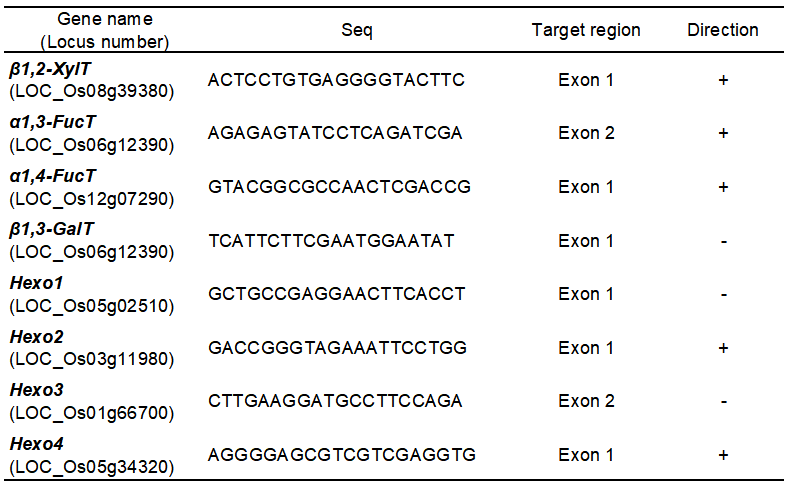 Gene name
(Locus number) Seq Target region Direction
β1,2-XylT
(LOC_Os08g39380) ACTCCTGTGAGGGGTACTTC Exon 1 +
α1,3-FucT
(LOC_Os06g12390) AGAGAGTATCCTCAGATCGA Exon 2 +
α1,4-FucT
(LOC_Os12g07290) GTACGGCGCCAACTCGACCG Exon 1 +
β1,3-GalT
(LOC_Os06g12390) TCATTCTTCGAATGGAATAT Exon 1 -
Hexo1
(LOC_Os05g02510) GCTGCCGAGGAACTTCACCT Exon 1 -
Hexo2
(LOC_Os03g11980) GACCGGGTAGAAATTCCTGG Exon 1 +
Hexo3
(LOC_Os01g66700) CTTGAAGGATGCCTTCCAGA Exon 2 -
Hexo4
(LOC_Os05g34320) AGGGGAGCGTCGTCGAGGTG Exon 1 +